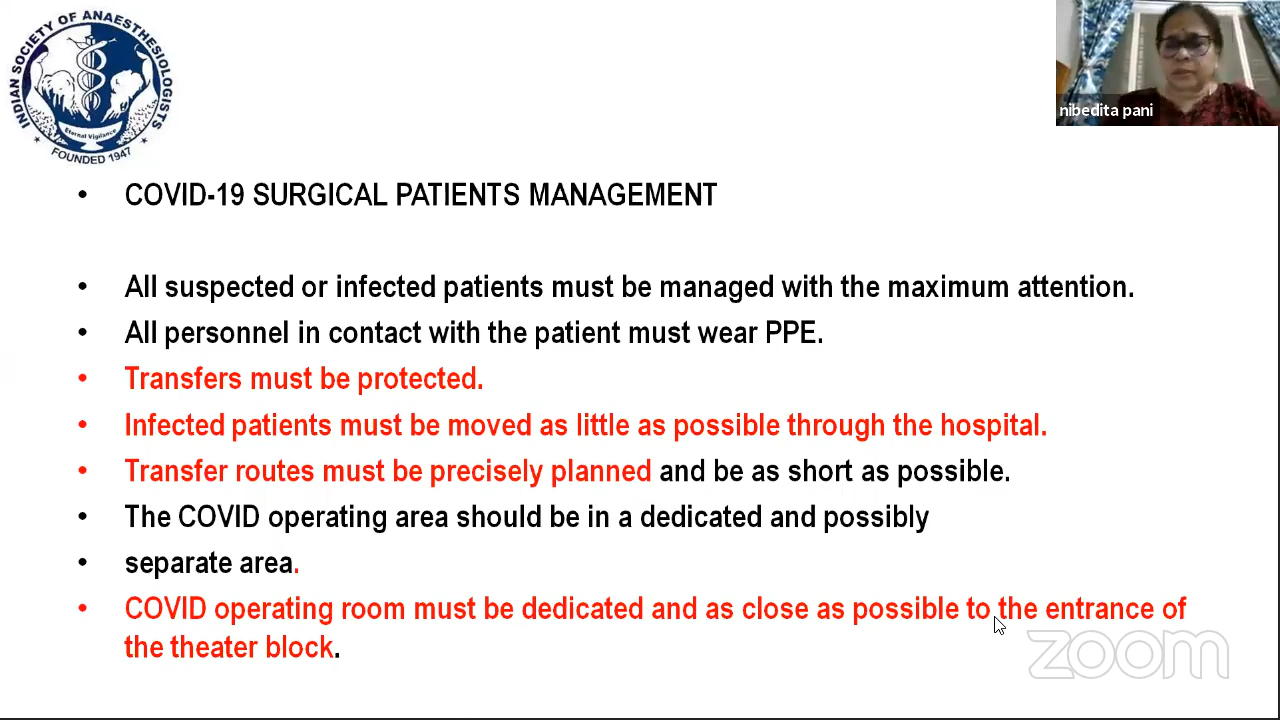 INDIAN SOCIETY OF ANAESTHESIOLOGISTS
Eternal Vigilance
FOUNDED 1947
nibedita pani
• COVID-19 SURGICAL PATIENTS MANAGEMENT
• All suspected or infected patients must be managed with the maximum attention.
• All personnel in contact with the patient must wear PPE.
• Transfers must be protected.
• Infected patients must be moved as little as possible through the hospital.
• Transfer routes must be precisely planned and be as short as possible.
• The COVID operating area should be in a dedicated and possibly
• separate area.
• COVID operating room must be dedicated and as close as possible to the entrance of
the theater block.
zoom